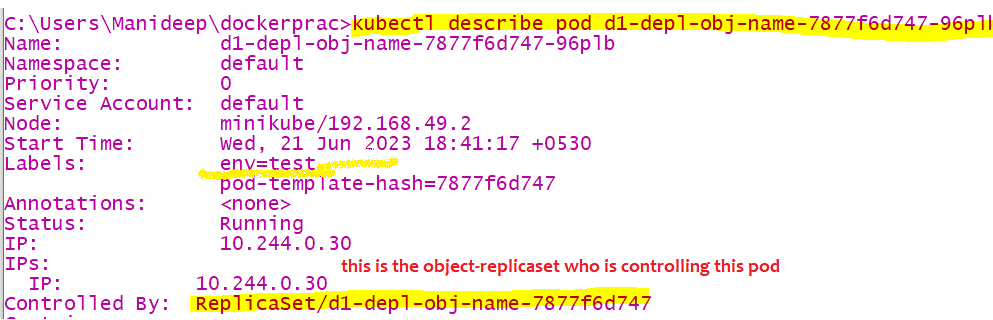 C:\Users\Manideep\dockerprac>kubectl describe pod d1-depl-obj-name-7877f6d747-96plb
Name: d1-depl-obj-name-7877f6d747-96plb
Namespace: default
Priority: 0
Service Account: default
Node: minikube/192.168.49.2
Start Time: Wed, 21 Jun 2023 18:41:17 +0530
Labels: env=test
pod-template-hash=7877f6d747
Annotations: <none>
Status: Running
IP: 10.244.0.30
IPs:
this is the object-replicaset who is controlling this pod
IP: 10.244.0.30
Controlled By: ReplicaSet/d1-depl-obj-name-7877f6d747